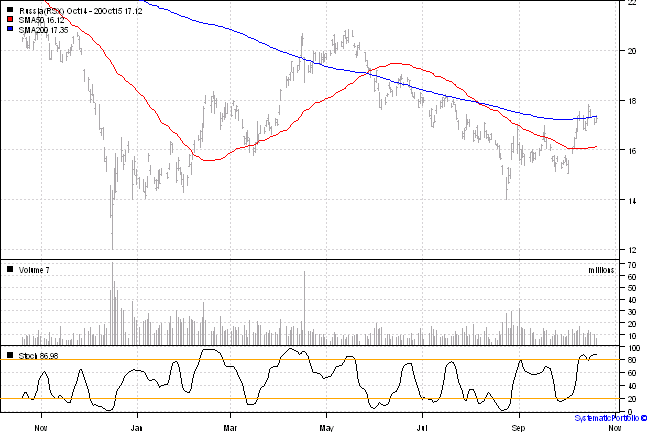 Russia(RSX) Oct14 - 20Oct15 17.12
SMA50 16.12
SMA200 17.35
22
20
18
16
14
12
Volume 7
millions
70
60
50
40
30
20
10
Stoch 86.98
100
80
60
40
20
0
Nov Jan Mar May Jul Sep Nov
SystematicPortfolio ©